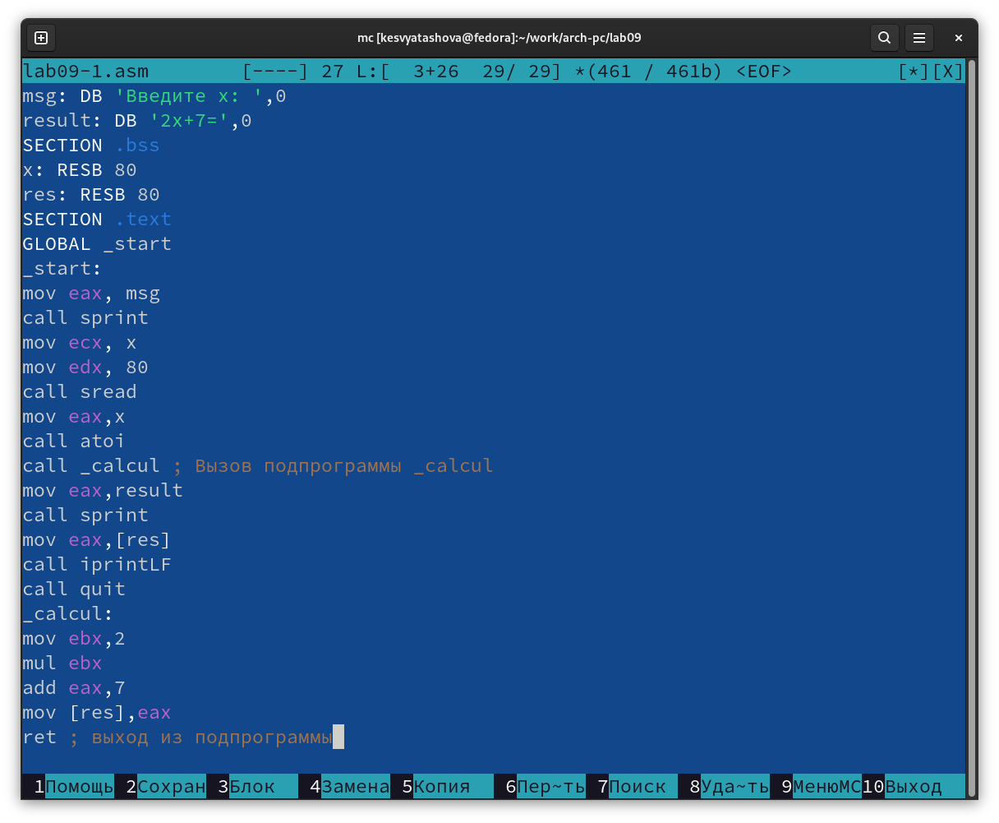 mc [kesvyatashova@fedora]:~/work/arch-pc/lab09
lab09-1.asm [----] 27 L:[ 3+26 29/ 29] *(461 / 461b) <EOF> [*][X]
msg: DB 'Введите x: ',0
result: DB '2x+7=',0
SECTION .bss
x: RESB 80
res: RESB 80
SECTION .text
GLOBAL _start
_start:
mov eax, msg
call sprint
mov ecx, x
mov edx, 80
call sread
mov eax,x
call atoi
call _calcul ; Вызов подпрограммы _calcul
mov eax,result
call sprint
mov eax,[res]
call iprintLF
call quit
_calcul:
mov ebx,2
mul ebx
add eax,7
mov [res],eax
ret ; выход из подпрограммы
1Помощь 2Сохран 3Блок 4Замена 5Копия 6Пер~ть 7Поиск 8Уда~ть 9МенюMC 10Выход